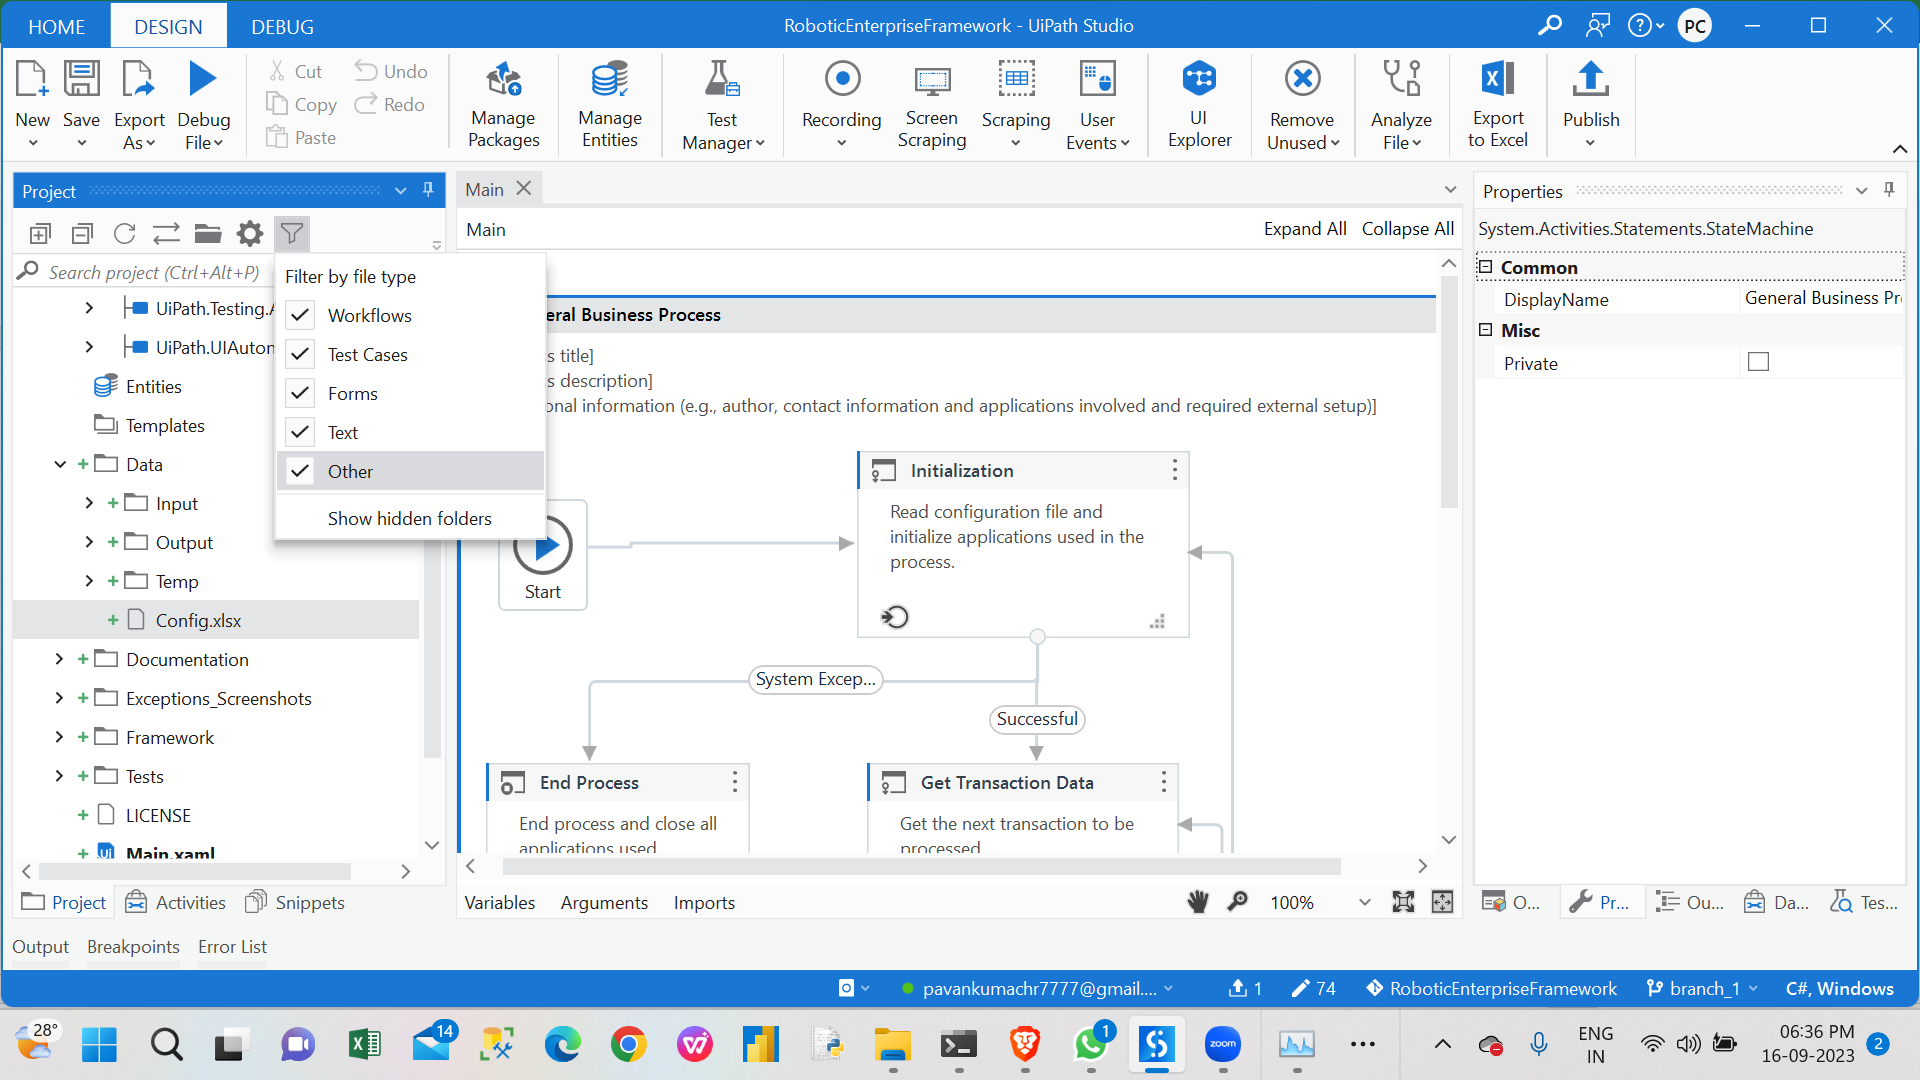 HOME DESIGN DEBUG RoboticEnterpriseFramework - UiPath Studio PC
New Save Export As Debug File
Cut Undo
Copy Redo
Paste
Manage Packages
Manage Entities
Test Manager
Recording
Screen Scraping
Scraping
User Events
UI Explorer
Remove Unused
Analyze File
Export to Excel
Publish
Project
Search project (Ctrl+Alt+P)
UiPath.Testing.A
UiPath.UIAuton
Entities
Templates
Data
Input
Output
Temp
Config.xlsx
Documentation
Exceptions_Screenshots
Framework
Tests
LICENSE
Main.xaml
Project Activities Snippets
Filter by file type
Workflows
Test Cases
Forms
Text
Other
Show hidden folders
Main
Main Expand All Collapse All
eral Business Process
s title]
s description]
onal information (e.g., author, contact information and applications involved and required external setup)]
Start
Initialization
Read configuration file and
initialize applications used in the
process.
System Excep...
Successful
End Process
End process and close all
applications used
Get Transaction Data
Get the next transaction to be
processed
Variables Arguments Imports 100%
Properties
System.Activities.Statements.StateMachine
Common
DisplayName General Business Pr
Misc
Private
O... Pr... Ou... Da... Tes...
Output Breakpoints Error List
pavankumachr7777@gmail.... 1 74 RoboticEnterpriseFramework branch_1 C#, Windows
28° 14 1 zoom ENG
IN
06:36 PM
16-09-2023 2